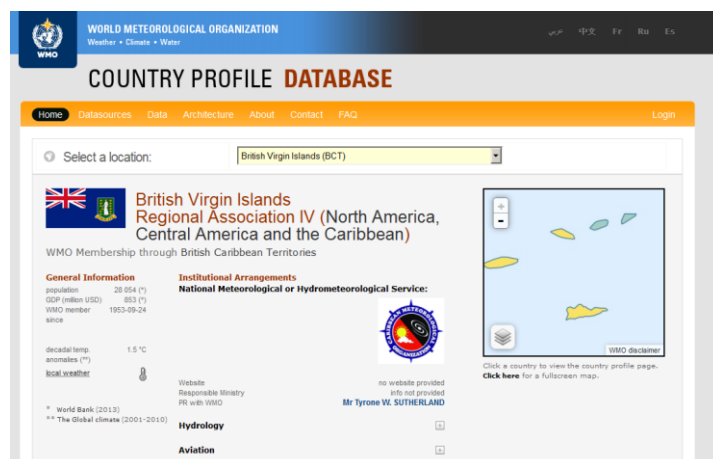 WORLD METEOROLOGICAL ORGANIZATION
Weather • Climate • Water
WMO
عربي 中文 Fr Ru Es
COUNTRY PROFILE DATABASE
Home Datasources Data Architecture About Contact FAQ Login
Select a location: British Virgin Islands (BCT)
British Virgin Islands
Regional Association IV (North America,
Central America and the Caribbean)
WMO Membership through British Caribbean Territories
General Information
population 28 054 (*)
GDP (million USD) 853 (*)
WMO member 1953-09-24
since
decadal temp. 1.5 °C
anomalies (**)
local weather
* World Bank (2013)
** The Global climate (2001-2010)
Institutional Arrangements
National Meteorological or Hydrometeorological Service:
CARIBBEAN METEOROLOGICAL
ORGANIZATION
Website no website provided
Responsible Ministry info not provided
PR with WMO Mr Tyrone W. SUTHERLAND
Hydrology +
Aviation +
+
-
WMO disclaimer
Click a country to view the country profile page.
Click here for a fullscreen map.